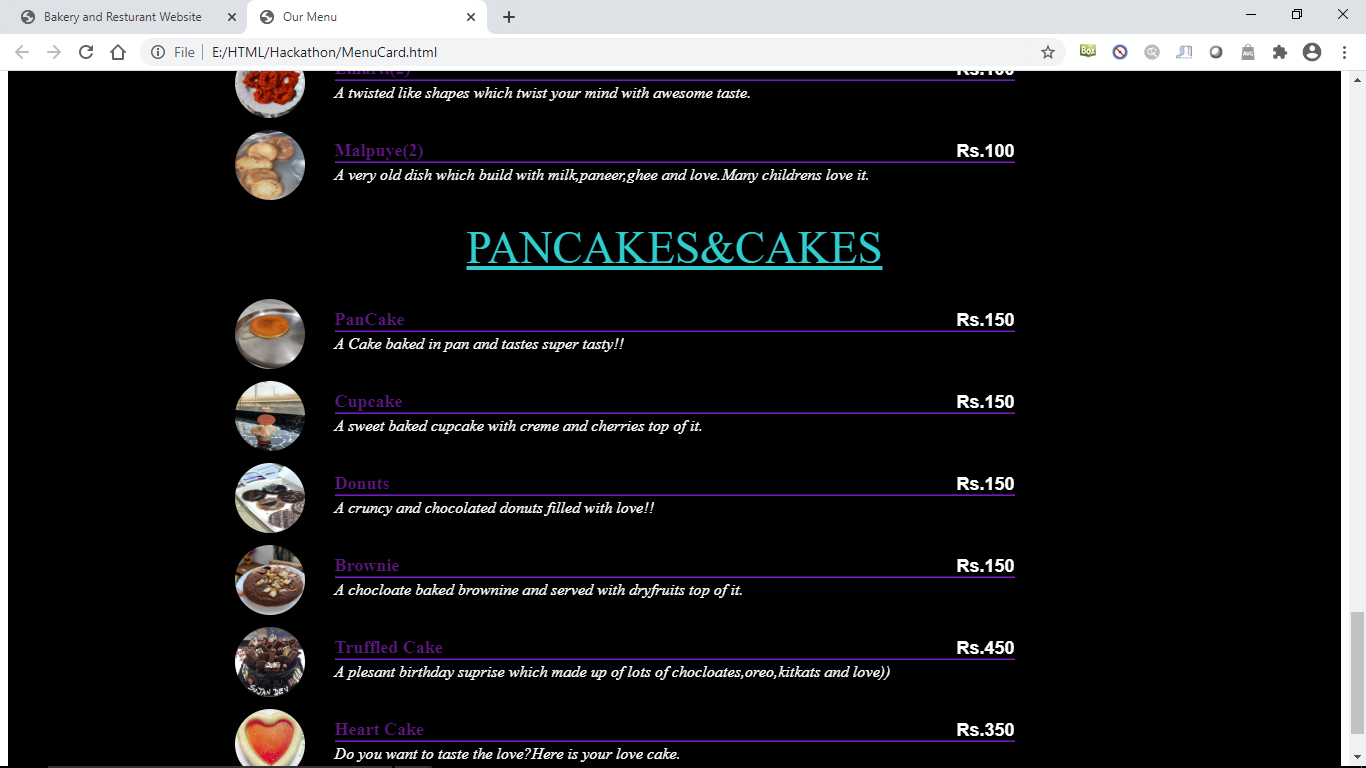 Bakery and Resturant Website
Our Menu
File | E:/HTML/Hackathon/MenuCard.html
Rs.100
A twisted like shapes which twist your mind with awesome taste.
Malpuye(2) Rs.100
A very old dish which build with milk,paneer,ghee and love.Many childrens love it.
PANCAKES&CAKES
PanCake Rs.150
A Cake baked in pan and tastes super tasty!!
Cupcake Rs.150
A sweet baked cupcake with creme and cherries top of it.
Donuts Rs.150
A cruncy and chocolated donuts filled with love!!
Brownie Rs.150
A chocloate baked brownine and served with dryfruits top of it.
Truffled Cake Rs.450
A plesant birthday suprise which made up of lots of chocloates,oreo,kitkats and love))
SUJAN DEV
Heart Cake Rs.350
Do you want to taste the love?Here is your love cake.